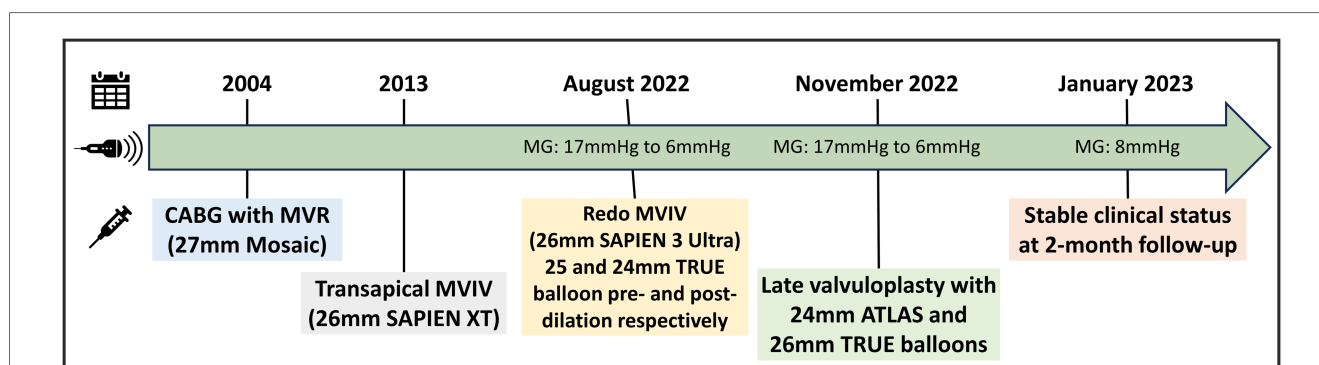 2004
2013
August 2022
November 2022
January 2023
MG: 17mmHg to 6mmHg
MG: 17mmHg to 6mmHg
MG: 8mmHg
CABG with MVR
(27mm Mosaic)
Transapical MVIV
(26mm SAPIEN XT)
Redo MVIV
(26mm SAPIEN 3 Ultra)
25 and 24mm TRUE
balloon pre- and post-
dilation respectively
Late valvuloplasty with
24mm ATLAS and
26mm TRUE balloons
Stable clinical status
at 2-month follow-up